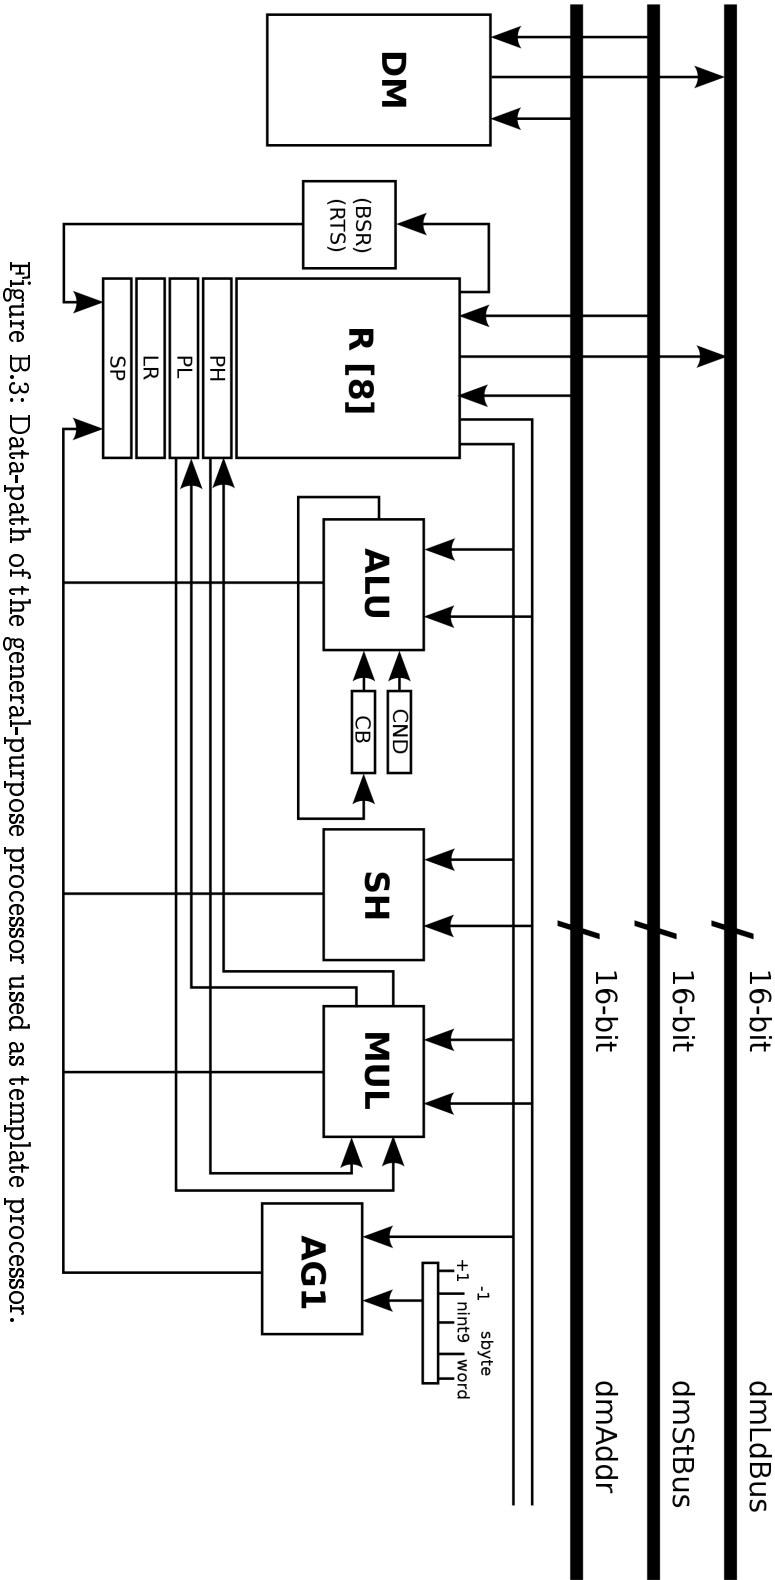 16-bit
dmLdBus
16-bit
dmStBus
16-bit
dmAddr
DM
(BSR)
(RTS)
R [8]
PH
PL
LR
SP
ALU
CND
CB
SH
MUL
AG1
+1
-1
nint9
sbyte
word
Figure B.3: Data-path of the general-purpose processor used as template processor.